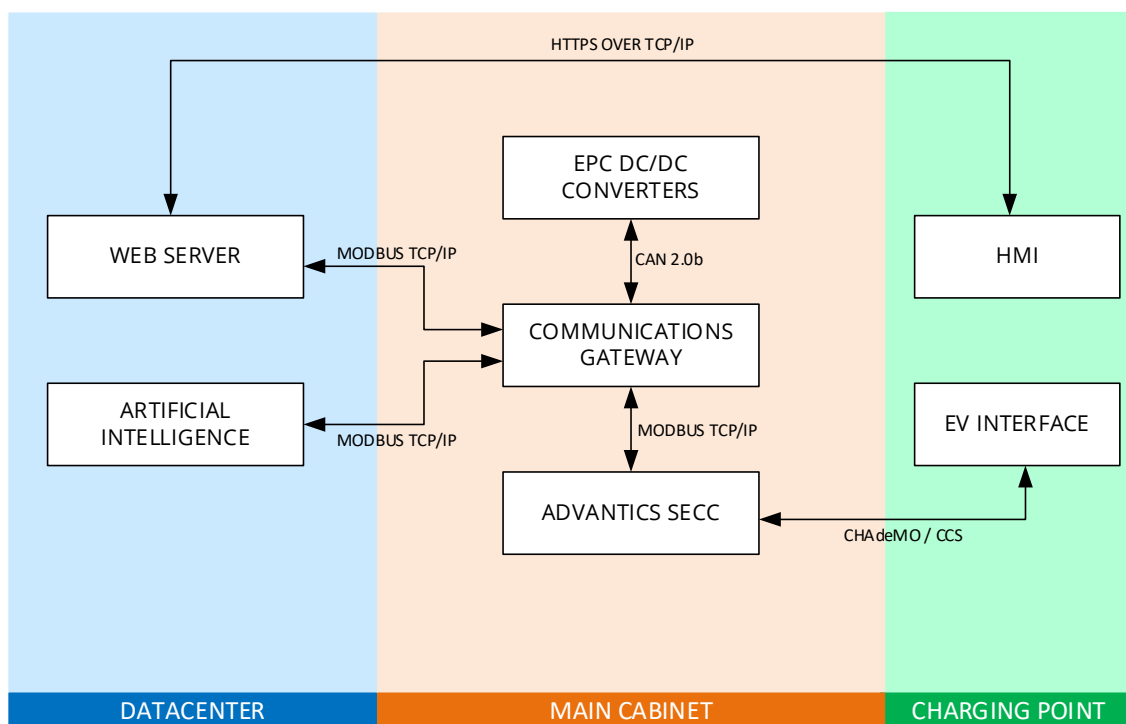 HTTPS OVER TCP/IP
EPC DC/DC
CONVERTERS
WEB SERVER
HMI
MODBUS TCP/IP
CAN 2.0b
COMMUNICATIONS
GATEWAY
ARTIFICIAL
INTELLIGENCE
EV INTERFACE
MODBUS TCP/IP
MODBUS TCP/IP
ADVANTICS SECC
CHAdeMO / CCS
DATACENTER
MAIN CABINET
CHARGING POINT